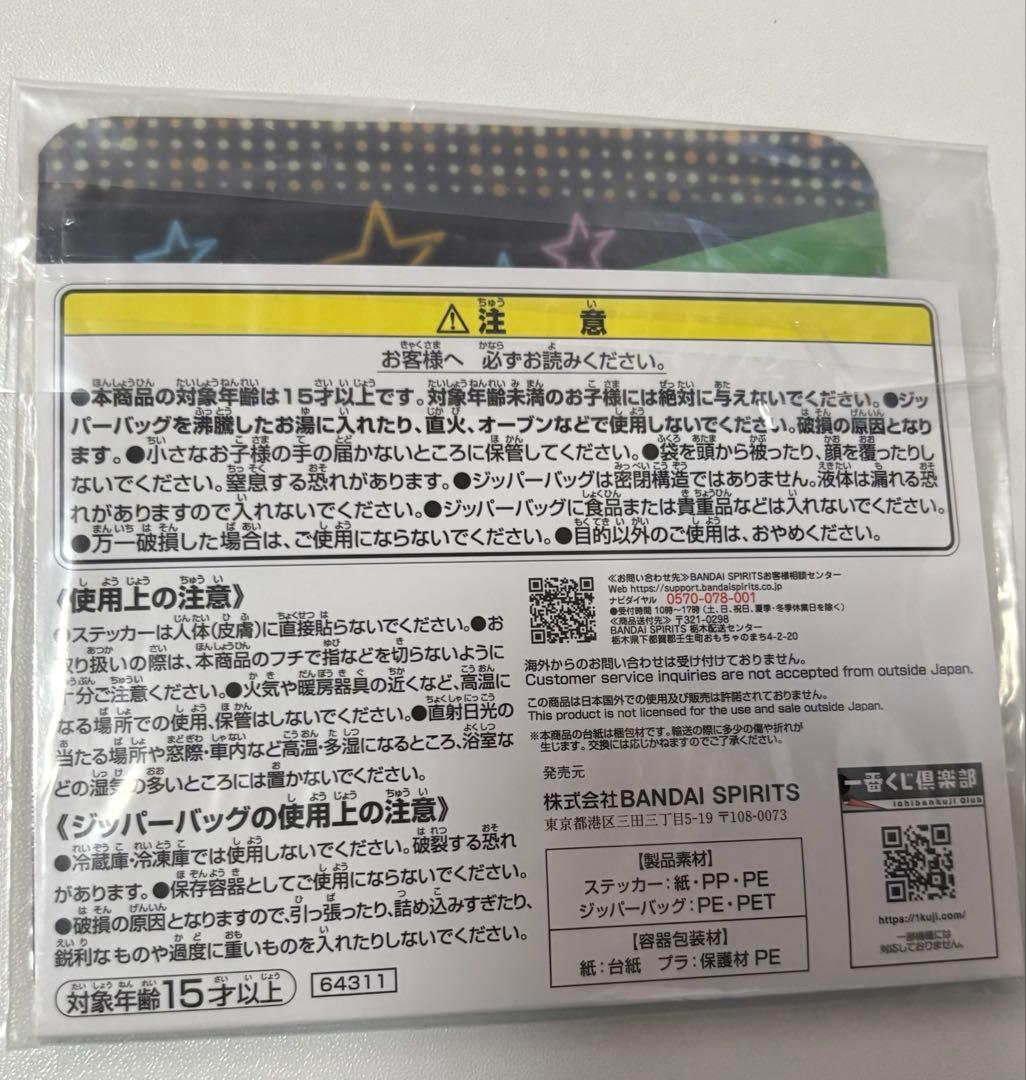 ⚠注 意
お客様へ 必ずお読みください。
●本商品の対象年齢は15才以上です。対象年齢未満のお子様には絶対に与えないでください。●ジッ
パーバッグを沸騰したお湯に入れたり、直火、オーブンなどで使用しないでください。破損の原因となり
ます。●小さなお子様の手の届かないところに保管してください。●袋を頭から被ったり、顔を覆ったりし
ないでください。窒息する恐れがあります。●ジッパーバッグは密閉構造ではありません。液体は漏れる恐
れがありますので入れないでください。●ジッパーバッグに食品または貴重品などは入れないでください。
●万一破損した場合は、ご使用にならないでください。●目的以外のご使用は、おやめください。
《使用上の注意》
●ステッカーは人体(皮膚)に直接貼らないでください。●お
取り扱いの際は、本商品のフチで指などを切らないように
十分ご注意ください。●火気や暖房器具の近くなど、高温に
なる場所での使用、保管はしないでください。●直射日光の
当たる場所や窓際・車内など高温・多湿になるところ、浴室な
どの湿気の多いところには置かないでください。
《ジッパーバッグの使用上の注意》
●冷蔵庫・冷凍庫では使用しないでください。破裂する恐れ
があります。●保存容器としてご使用にならないでください。
●破損の原因となりますので、引っ張ったり、詰め込みすぎたり、
鋭利なものや過度に重いものを入れたりしないでください。
対象年齢15才以上
64311
≪お問い合わせ先≫BANDAI SPIRITSお客様相談センター
Web https://support.bandaispirits.co.jp
ナビダイヤル 0570-078-001
●受付時間 10時～17時(土、日、祝日、夏季・冬季休業日を除く)
≪商品送付先≫ 〒321-0298
BANDAI SPIRITS 栃木配送センター
栃木県下都賀郡壬生町おもちゃのまち4-2-20
海外からのお問い合わせは受け付けておりません。
Customer service inquiries are not accepted from outside Japan.
この商品は日本国外での使用及び販売は許諾されておりません。
This product is not licensed for the use and sale outside Japan.
※本商品の台紙は梱包材です。輸送の際に多少の傷や折れが
生じます。交換には応じかねますのでご了承ください。
発売元
株式会社BANDAI SPIRITS
東京都港区三田三丁目5-19 〒108-0073
【製品素材】
ステッカー：紙・PP・PE
ジッパーバッグ：PE・PET
【容器包装材】
紙：台紙 プラ：保護材 PE
一番くじ倶楽部
Ichibankuji Club
https://1kuji.com/
一部機種には
対応しておりません。